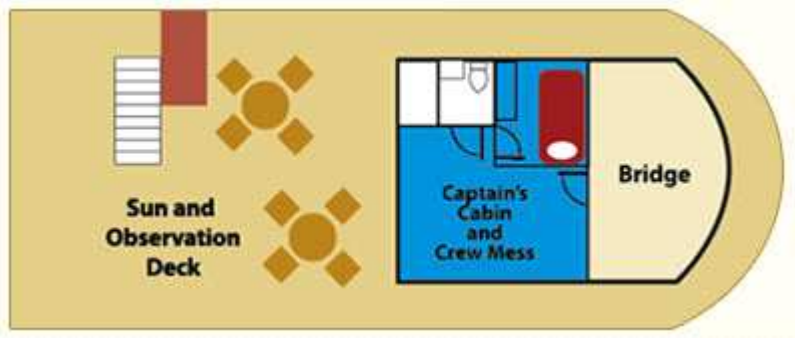 Sun and
Observation
Deck
Captain's
Cabin
and
Crew Mess
Bridge